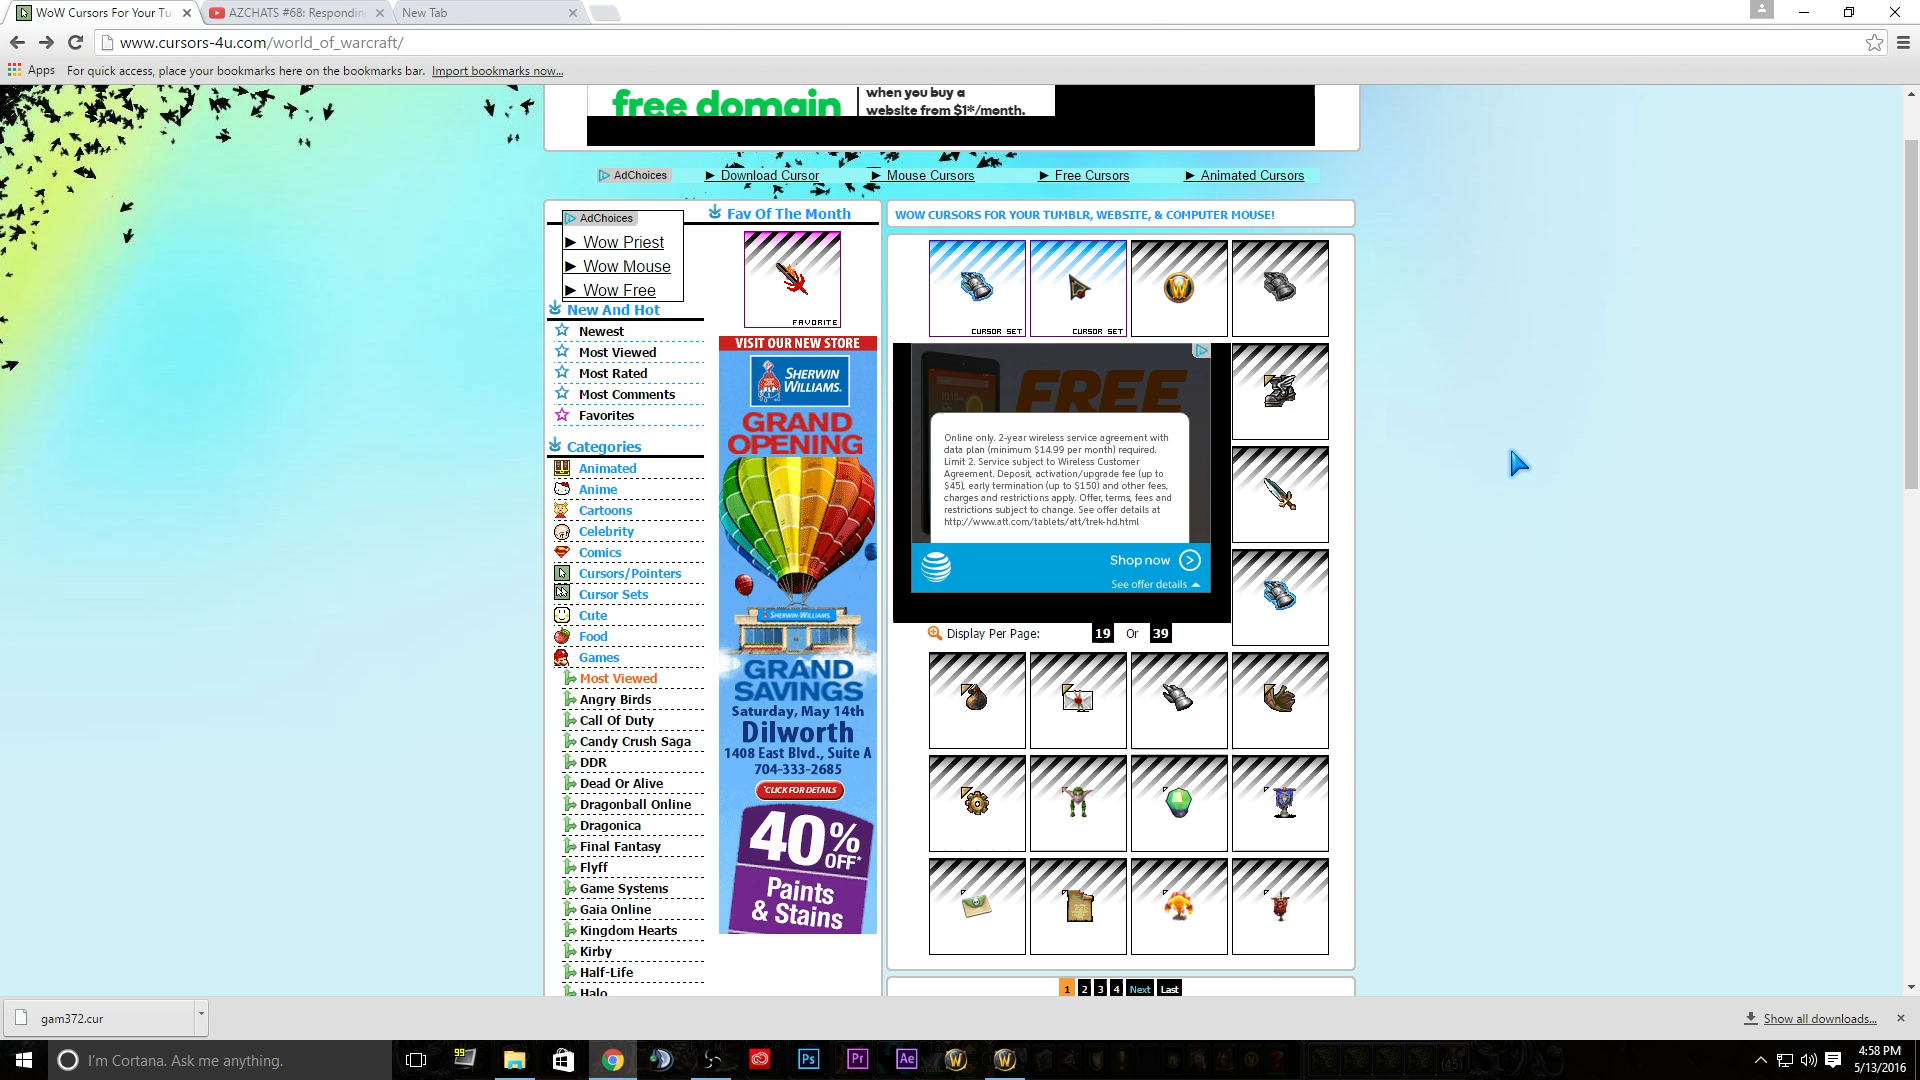 WoW Cursors For Your Tu
AZCHATS #68: Respondin
New Tab
www.cursors-4u.com/world_of_warcraft/
Apps
For quick access, place your bookmarks here on the bookmarks bar. Import bookmarks now...
free domain
when you buy a
website from $1*/month.
AdChoices
► Download Cursor
► Mouse Cursors
► Free Cursors
► Animated Cursors
AdChoices
► Wow Priest
► Wow Mouse
► Wow Free
New And Hot
Newest
Most Viewed
Most Rated
Most Comments
Favorites
Categories
Animated
Anime
Cartoons
Celebrity
Comics
Cursors/Pointers
Cursor Sets
Cute
Food
Games
Most Viewed
Angry Birds
Call Of Duty
Candy Crush Saga
DDR
Dead Or Alive
Dragonball Online
Dragonica
Final Fantasy
Flyff
Game Systems
Gaia Online
Kingdom Hearts
Kirby
Half-Life
Halo
Fav Of The Month
FAVORITE
VISIT OUR NEW STORE
SHERWIN
WILLIAMS.
GRAND
OPENING
SHERWIN-WILLIAMS.
GRAND
SAVINGS
Saturday, May 14th
Dilworth
1408 East Blvd., Suite A
704-333-2685
*CLICK FOR DETAILS
40%
OFF*
Paints
& Stains
WOW CURSORS FOR YOUR TUMBLR, WEBSITE, & COMPUTER MOUSE!
CURSOR SET
CURSOR SET
FREE
Online only. 2-year wireless service agreement with
data plan (minimum $14.99 per month) required.
Limit 2. Service subject to Wireless Customer
Agreement. Deposit, activation/upgrade fee (up to
$45), early termination (up to $150) and other fees,
charges and restrictions apply. Offer, terms, fees and
restrictions subject to change. See offer details at
http://www.att.com/tablets/att/trek-hd.html
Shop now
See offer details
Display Per Page: 19 Or 39
1 2 3 4 Next Last
gam372.cur
Show all downloads...
I'm Cortana. Ask me anything.
99
Ps
Pr
Ae
4:58 PM
5/13/2016